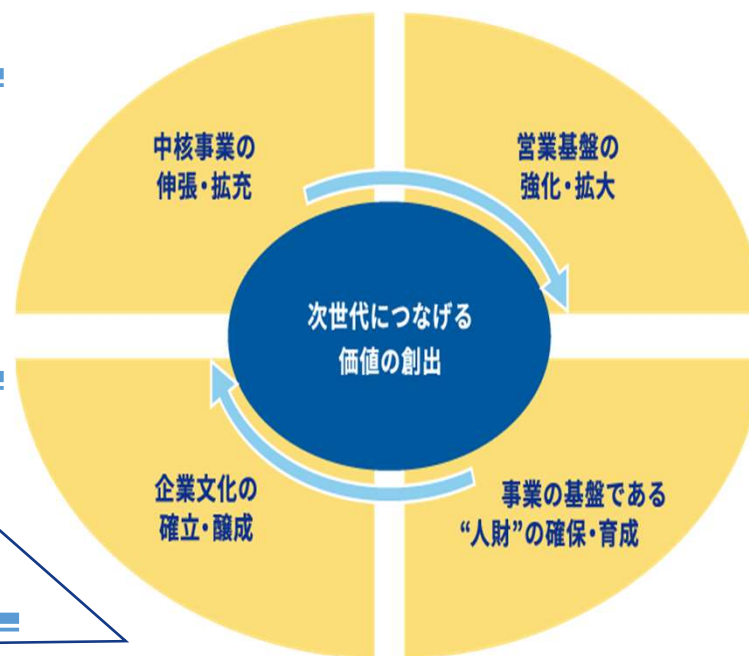 中核事業の
伸張・拡充
営業基盤の
強化・拡大
次世代につなげる
価値の創出
企業文化の
確立・醸成
事業の基盤である
“人財”の確保・育成